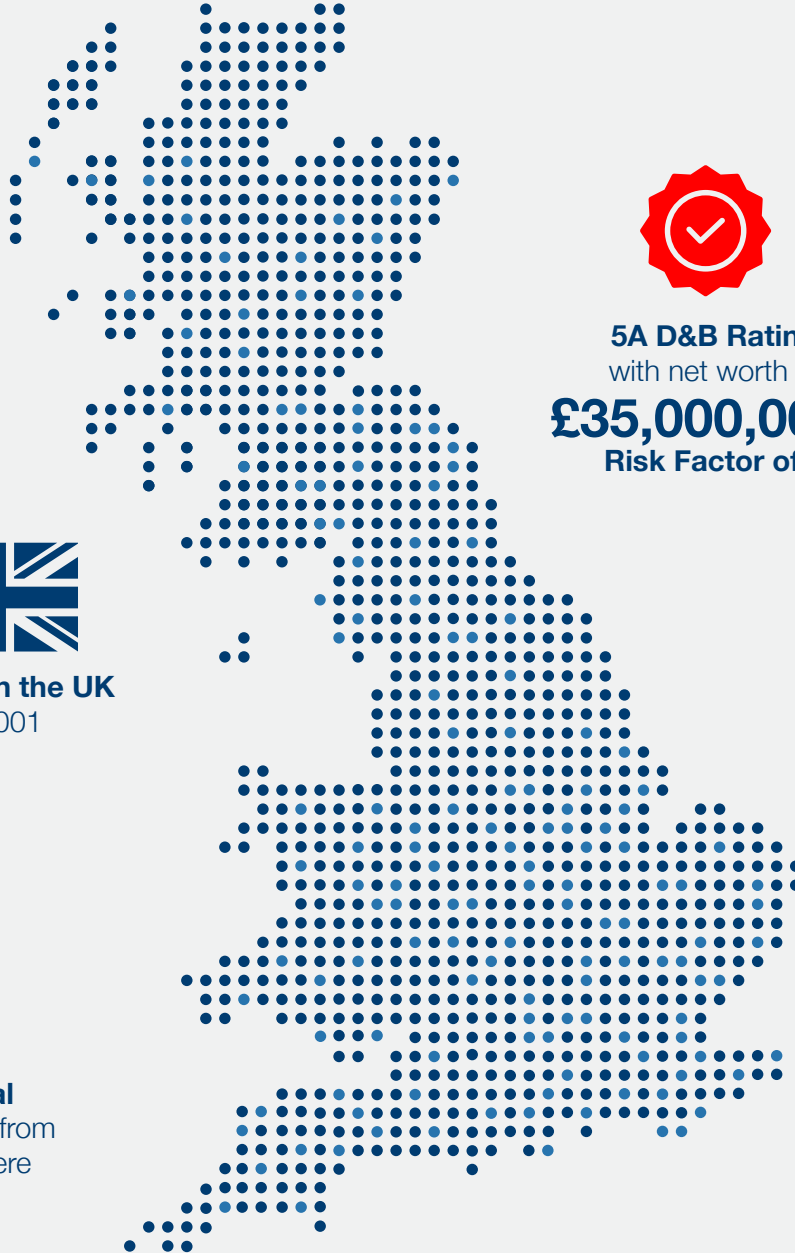 5A D&B Ratin
with net worth
£35,000,00
Risk Factor of
n the UK
001
al
from
ere